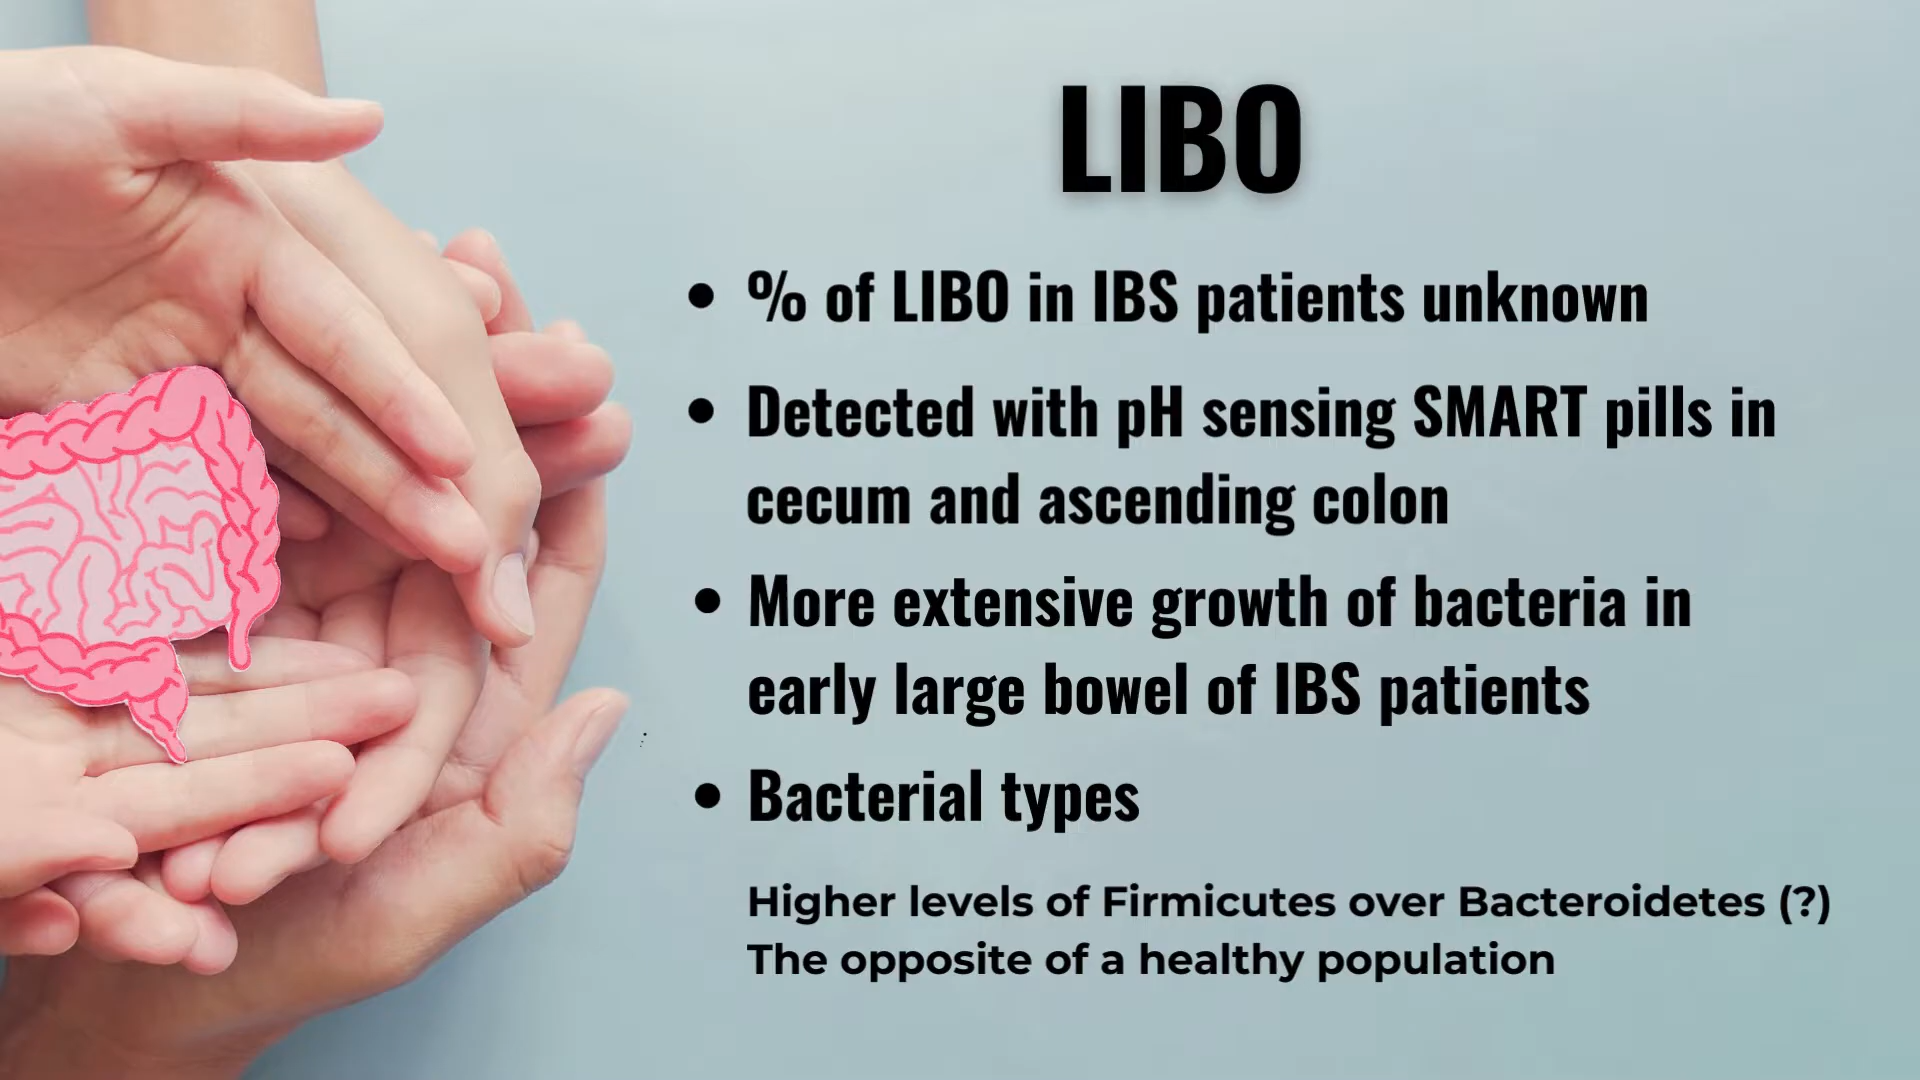 LIBO
• % of LIBO in IBS patients unknown
• Detected with pH sensing SMART pills in
cecum and ascending colon
• More extensive growth of bacteria in
early large bowel of IBS patients
• Bacterial types
Higher levels of Firmicutes over Bacteroidetes (?)
The opposite of a healthy population